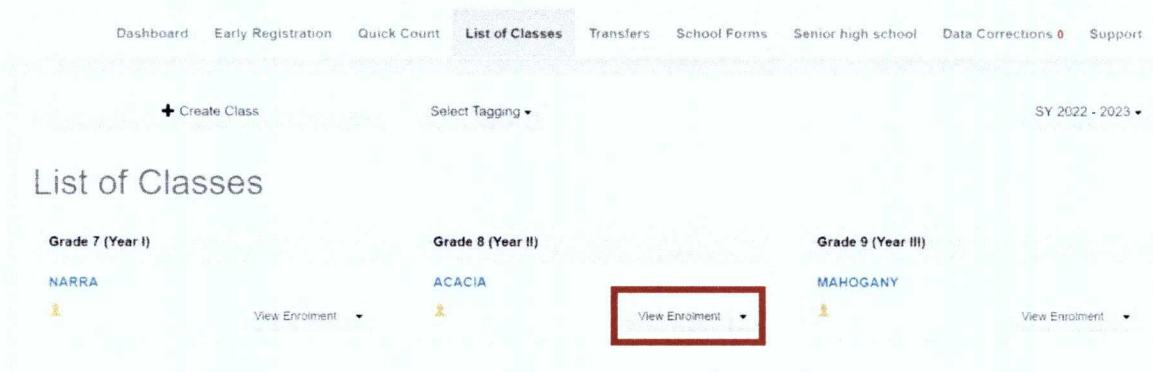 Dashboard Early Registration Quick Count List of Classes Transfers School Forms Senior high school Data Corrections 0 Support
+ Create Class Select Tagging SY 2022 - 2023
List of Classes
Grade 7 (Year I) Grade 8 (Year II) Grade 9 (Year III)
NARRA ACACIA MAHOGANY
View Enrolment View Enrolment View Enrolment